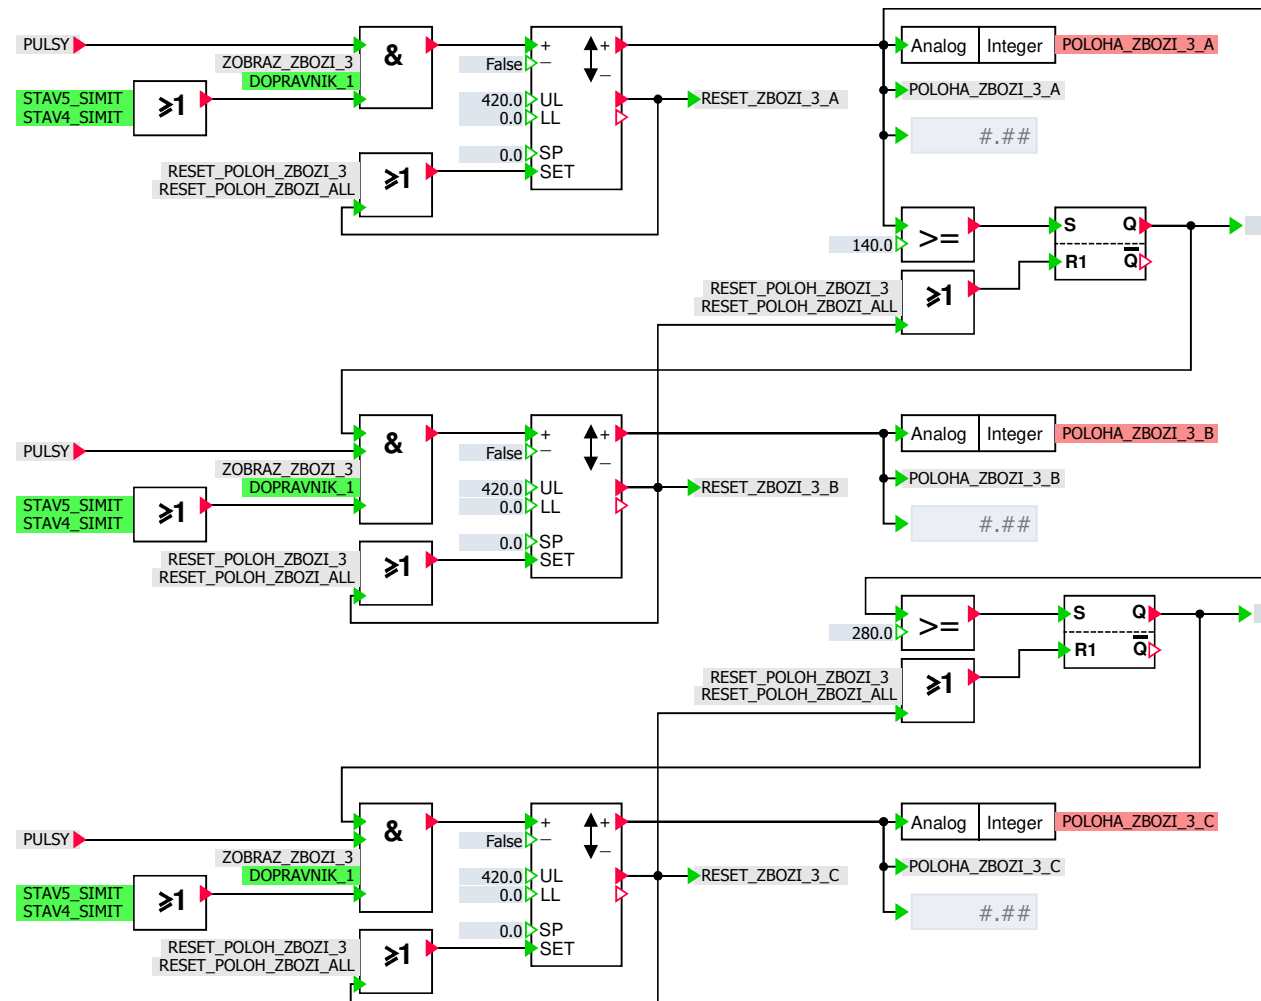 PULSY
ZOBRAZ_ZBOZI_3
DOPRAVNIK_1
&
STAV5_SIMIT
STAV4_SIMIT
≥1
+
False –
420.0 UL
0.0 LL
0.0 SP
SET
+
–
RESET_ZBOZI_3_A
RESET_POLOH_ZBOZI_3
RESET_POLOH_ZBOZI_ALL
≥1
Analog Integer POLOHA_ZBOZI_3_A
POLOHA_ZBOZI_3_A
#.##
140.0 >=
S Q
R1 Q
RESET_POLOH_ZBOZI_3
RESET_POLOH_ZBOZI_ALL
≥1
PULSY
ZOBRAZ_ZBOZI_3
DOPRAVNIK_1
&
STAV5_SIMIT
STAV4_SIMIT
≥1
+
False –
420.0 UL
0.0 LL
0.0 SP
SET
+
–
RESET_ZBOZI_3_B
RESET_POLOH_ZBOZI_3
RESET_POLOH_ZBOZI_ALL
≥1
Analog Integer POLOHA_ZBOZI_3_B
POLOHA_ZBOZI_3_B
#.##
280.0 >=
S Q
R1 Q
RESET_POLOH_ZBOZI_3
RESET_POLOH_ZBOZI_ALL
≥1
PULSY
ZOBRAZ_ZBOZI_3
DOPRAVNIK_1
&
STAV5_SIMIT
STAV4_SIMIT
≥1
+
False –
420.0 UL
0.0 LL
0.0 SP
SET
+
–
RESET_ZBOZI_3_C
RESET_POLOH_ZBOZI_3
RESET_POLOH_ZBOZI_ALL
≥1
Analog Integer POLOHA_ZBOZI_3_C
POLOHA_ZBOZI_3_C
#.##